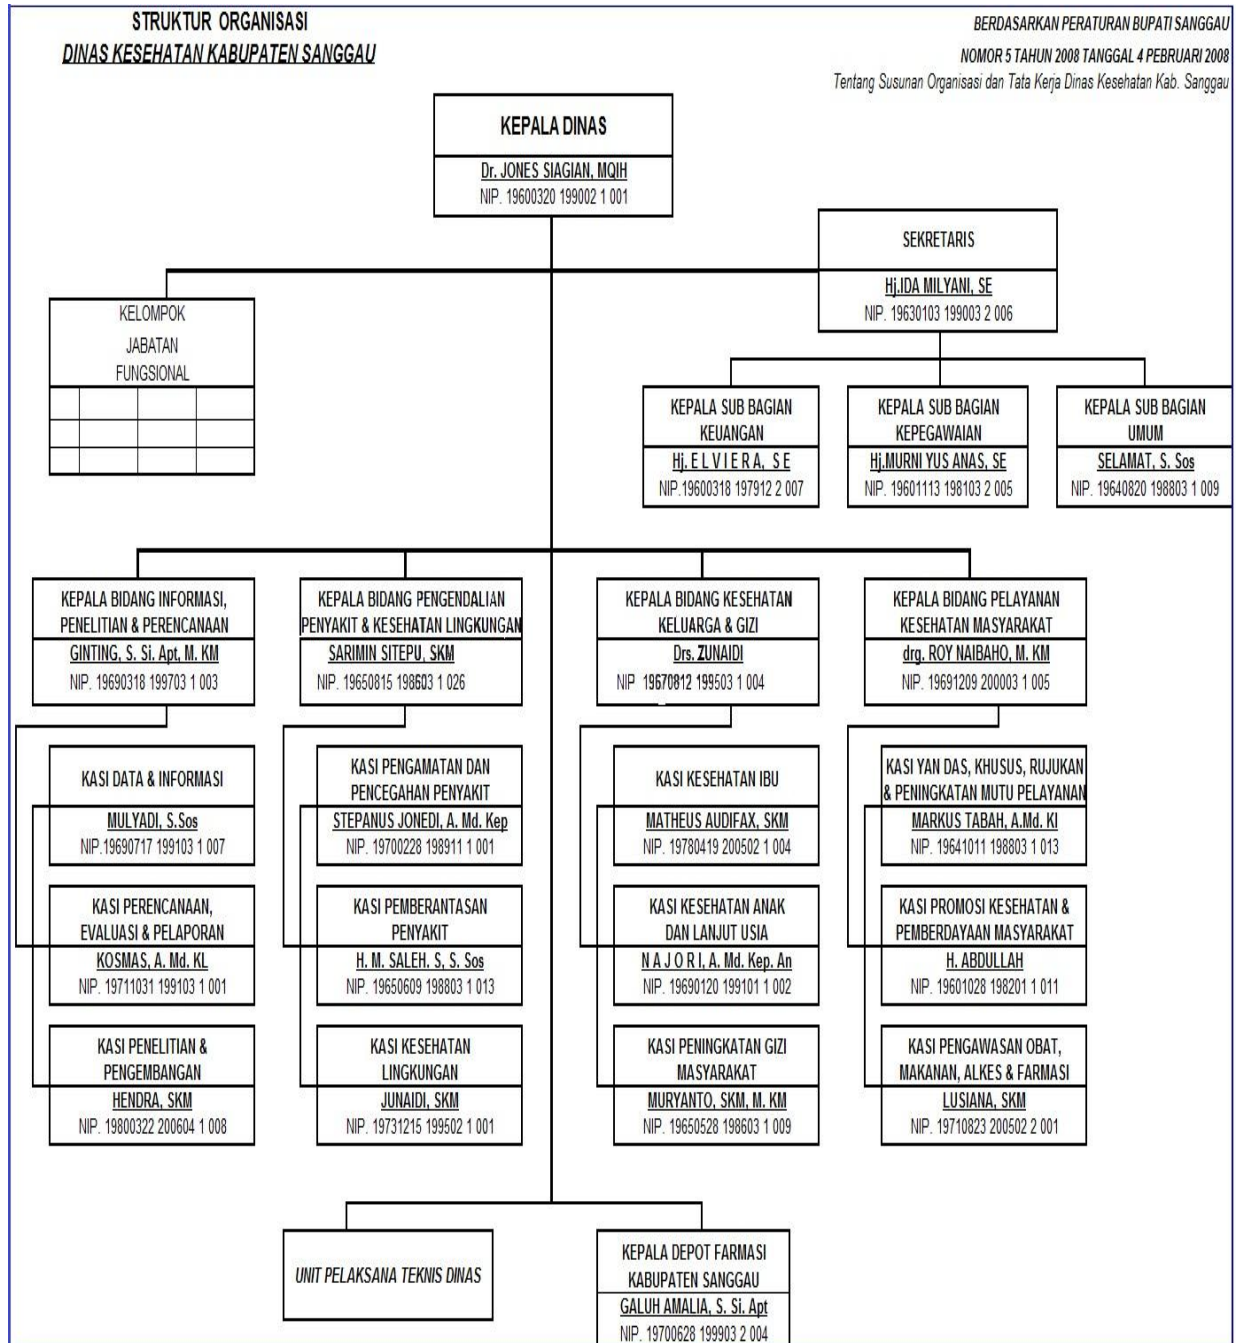 STRUKTUR ORGANISASI
DINAS KESEHATAN KABUPATEN SANGGAU
BERDASARKAN PERATURAN BUPATI SANGGAU
NOMOR 5 TAHUN 2008 TANGGAL 4 PEBRUARI 2008
Tentang Susunan Organisasi dan Tata Kerja Dinas Kesehatan Kab. Sanggau
KEPALA DINAS
Dr. JONES SIAGIAN, MQIH
NIP. 19600320 199002 1 001
SEKRETARIS
Hj.IDA MILYANI, SE
NIP. 19630103 199003 2 006
KELOMPOK
JABATAN
FUNGSIONAL
KEPALA SUB BAGIAN
KEUANGAN
Hj. E L V I E R A, S E
NIP.19600318 197912 2 007
KEPALA SUB BAGIAN
KEPEGAWAIAN
Hj.MURNI YUS ANAS, SE
NIP. 19601113 198103 2 005
KEPALA SUB BAGIAN
UMUM
SELAMAT, S. Sos
NIP. 19640820 198803 1 009
KEPALA BIDANG INFORMASI,
PENELITIAN & PERENCANAAN
GINTING, S. Si. Apt, M. KM
NIP. 19690318 199703 1 003
KEPALA BIDANG PENGENDALIAN
PENYAKIT & KESEHATAN LINGKUNGAN
SARIMIN SITEPU, SKM
NIP. 19650815 198603 1 026
KEPALA BIDANG KESEHATAN
KELUARGA & GIZI
Drs. ZUNAIDI
NIP 19670812 199503 1 004
KEPALA BIDANG PELAYANAN
KESEHATAN MASYARAKAT
drg. ROY NAIBAHO, M. KM
NIP. 19691209 200003 1 005
KASI DATA & INFORMASI
MULYADI, S.Sos
NIP.19690717 199103 1 007
KASI PENGAMATAN DAN
PENCEGAHAN PENYAKIT
STEPANUS JONEDI, A. Md. Kep
NIP. 19700228 198911 1 001
KASI KESEHATAN IBU
MATHEUS AUDIFAX, SKM
NIP. 19780419 200502 1 004
KASI YAN DAS, KHUSUS, RUJUKAN
& PENINGKATAN MUTU PELAYANAN
MARKUS TABAH, A.Md. KI
NIP. 19641011 198803 1 013
KASI PERENCANAAN,
EVALUASI & PELAPORAN
KOSMAS, A. Md. KL
NIP. 19711031 199103 1 001
KASI PEMBERANTASAN
PENYAKIT
H. M. SALEH. S, S. Sos
NIP. 19650609 198803 1 013
KASI KESEHATAN ANAK
DAN LANJUT USIA
N A J O R I, A. Md. Kep. An
NIP. 19690120 199101 1 002
KASI PROMOSI KESEHATAN &
PEMBERDAYAAN MASYARAKAT
H. ABDULLAH
NIP. 19601028 198201 1 011
KASI PENELITIAN &
PENGEMBANGAN
HENDRA, SKM
NIP. 19800322 200604 1 008
KASI KESEHATAN
LINGKUNGAN
JUNAIDI, SKM
NIP. 19731215 199502 1 001
KASI PENINGKATAN GIZI
MASYARAKAT
MURYANTO, SKM, M. KM
NIP. 19650528 198603 1 009
KASI PENGAWASAN OBAT,
MAKANAN, ALKES & FARMASI
LUSIANA, SKM
NIP. 19710823 200502 2 001
UNIT PELAKSANA TEKNIS DINAS
KEPALA DEPOT FARMASI
KABUPATEN SANGGAU
GALUH AMALIA, S. Si. Apt
NIP. 19700628 199903 2 004